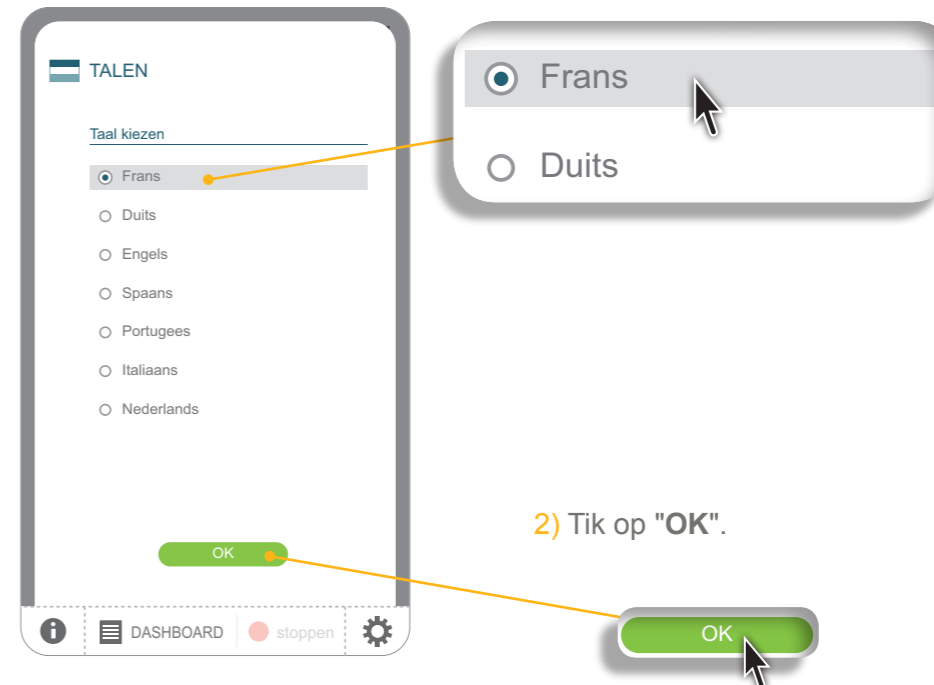 TALEN
Taal kiezen
Frans
Duits
Engels
Spaans
Portugees
Italiaans
Nederlands
OK
DASHBOARD stoppen
Frans
Duits
2) Tik op "OK".
OK